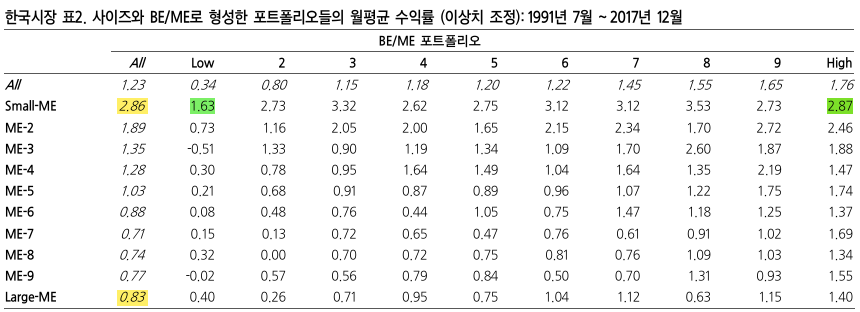 한국시장 표2. 사이즈와 BE/ME로 형성한 포트폴리오들의 월평균 수익률 (이상치 조정): 1991년 7월 ~ 2017년 12월
BE/ME 포트폴리오
All Low 2 3 4 5 6 7 8 9 High
All 1.23 0.34 0.80 1.15 1.18 1.20 1.22 1.45 1.55 1.65 1.76
Small-ME 2.86 1.63 2.73 3.32 2.62 2.75 3.12 3.12 3.53 2.73 2.87
ME-2 1.89 0.73 1.16 2.05 2.00 1.65 2.15 2.34 1.70 2.72 2.46
ME-3 1.35 -0.51 1.33 0.90 1.19 1.34 1.09 1.70 2.60 1.87 1.88
ME-4 1.28 0.30 0.78 0.95 1.64 1.49 1.04 1.64 1.35 2.19 1.47
ME-5 1.03 0.21 0.68 0.91 0.87 0.89 0.96 1.07 1.22 1.75 1.74
ME-6 0.88 0.08 0.48 0.76 0.44 1.05 0.75 1.47 1.18 1.25 1.37
ME-7 0.71 0.15 0.13 0.72 0.65 0.47 0.76 0.61 0.91 1.02 1.69
ME-8 0.74 0.32 0.00 0.70 0.72 0.75 0.81 0.76 1.09 1.03 1.34
ME-9 0.77 -0.02 0.57 0.56 0.79 0.84 0.50 0.70 1.31 0.93 1.55
Large-ME 0.83 0.40 0.26 0.71 0.95 0.75 1.04 1.12 0.63 1.15 1.40